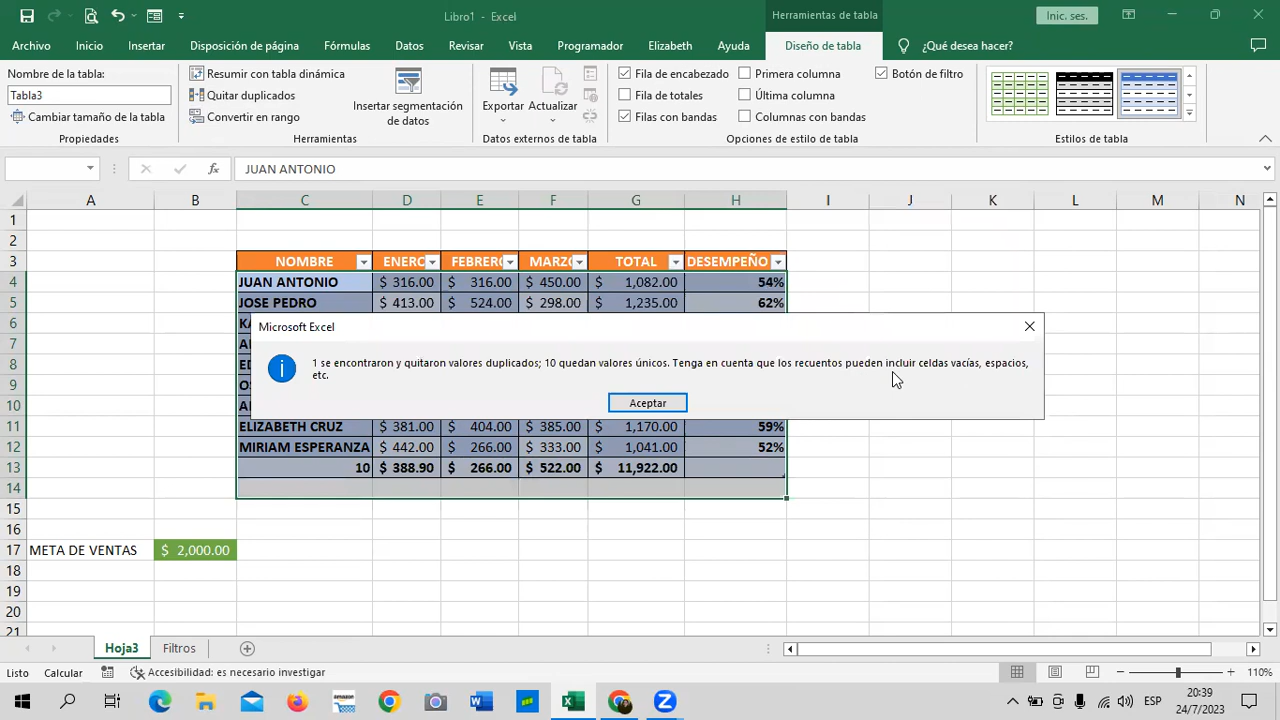 Libro1 - Excel
Herramientas de tabla
Inic. ses.
Archivo Inicio Insertar Disposición de página Fórmulas Datos Revisar Vista Programador Elizabeth Ayuda Diseño de tabla ¿Qué desea hacer?
Nombre de la tabla:
Tabla3
Cambiar tamaño de la tabla
Propiedades
Resumir con tabla dinámica
Quitar duplicados
Convertir en rango
Insertar segmentación
de datos
Herramientas
Exportar Actualizar
Datos externos de tabla
Fila de encabezado Primera columna Botón de filtro
Fila de totales Última columna
Filas con bandas Columnas con bandas
Opciones de estilo de tabla
Estilos de tabla
fx JUAN ANTONIO
A B C D E F G H I J K L M N
1
2
3 NOMBRE ENERO FEBRERO MARZO TOTAL DESEMPEÑO
4 JUAN ANTONIO $ 316.00 $ 316.00 $ 450.00 $ 1,082.00 54%
5 JOSE PEDRO $ 413.00 $ 524.00 $ 298.00 $ 1,235.00 62%
6
7
8
9
10
Microsoft Excel
1 se encontraron y quitaron valores duplicados; 10 quedan valores únicos. Tenga en cuenta que los recuentos pueden incluir celdas vacías, espacios,
etc.
Aceptar
11 ELIZABETH CRUZ $ 381.00 $ 404.00 $ 385.00 $ 1,170.00 59%
12 MIRIAM ESPERANZA $ 442.00 $ 266.00 $ 333.00 $ 1,041.00 52%
13 10 $ 388.90 $ 266.00 $ 522.00 $ 11,922.00
14
15
16
17 META DE VENTAS $ 2,000.00
18
19
20
21
Hoja3 Filtros
Listo Calcular Accesibilidad: es necesario investigar 110%
ESP
20:39
24/7/2023